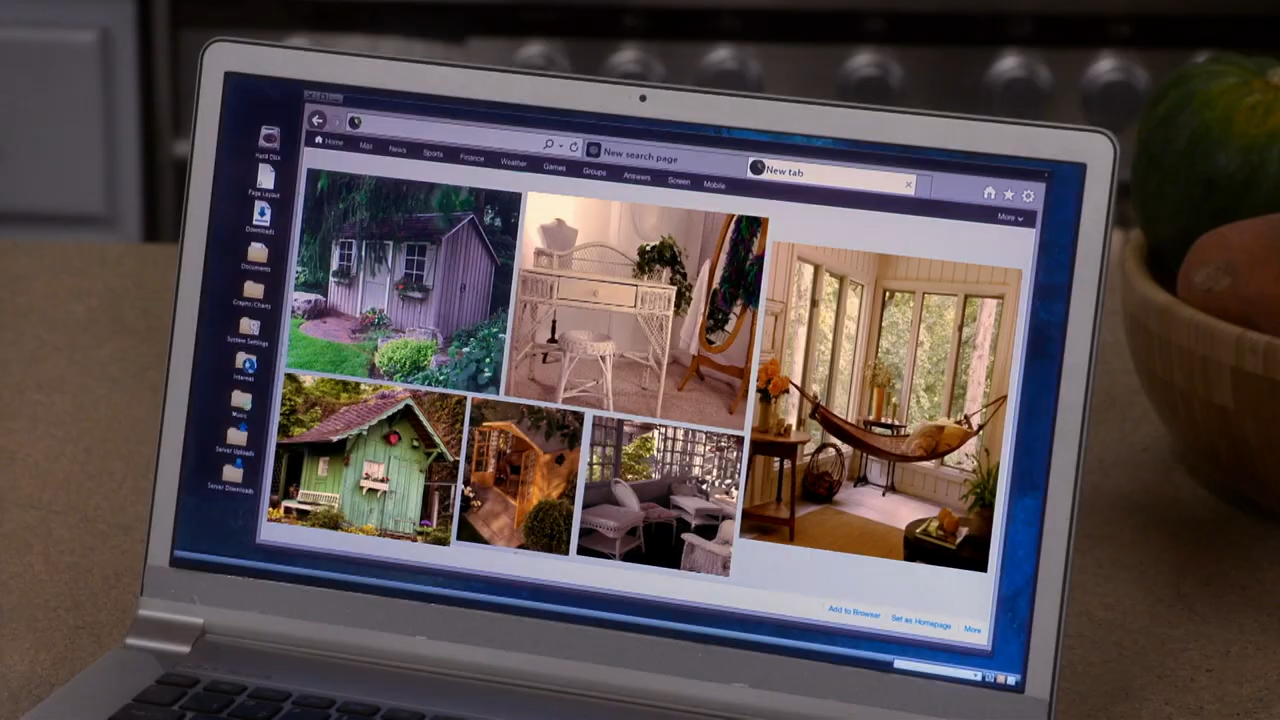 New search page
New tab
Home Mail News Sports Finance Weather Games Groups Answers Screen Mobile
More
Hard Disk
Page Layout
Downloads
Documents
Graphs/Charts
System Settings
Internet
Music
Server Uploads
Server Downloads
Add to Browser Set as Homepage More